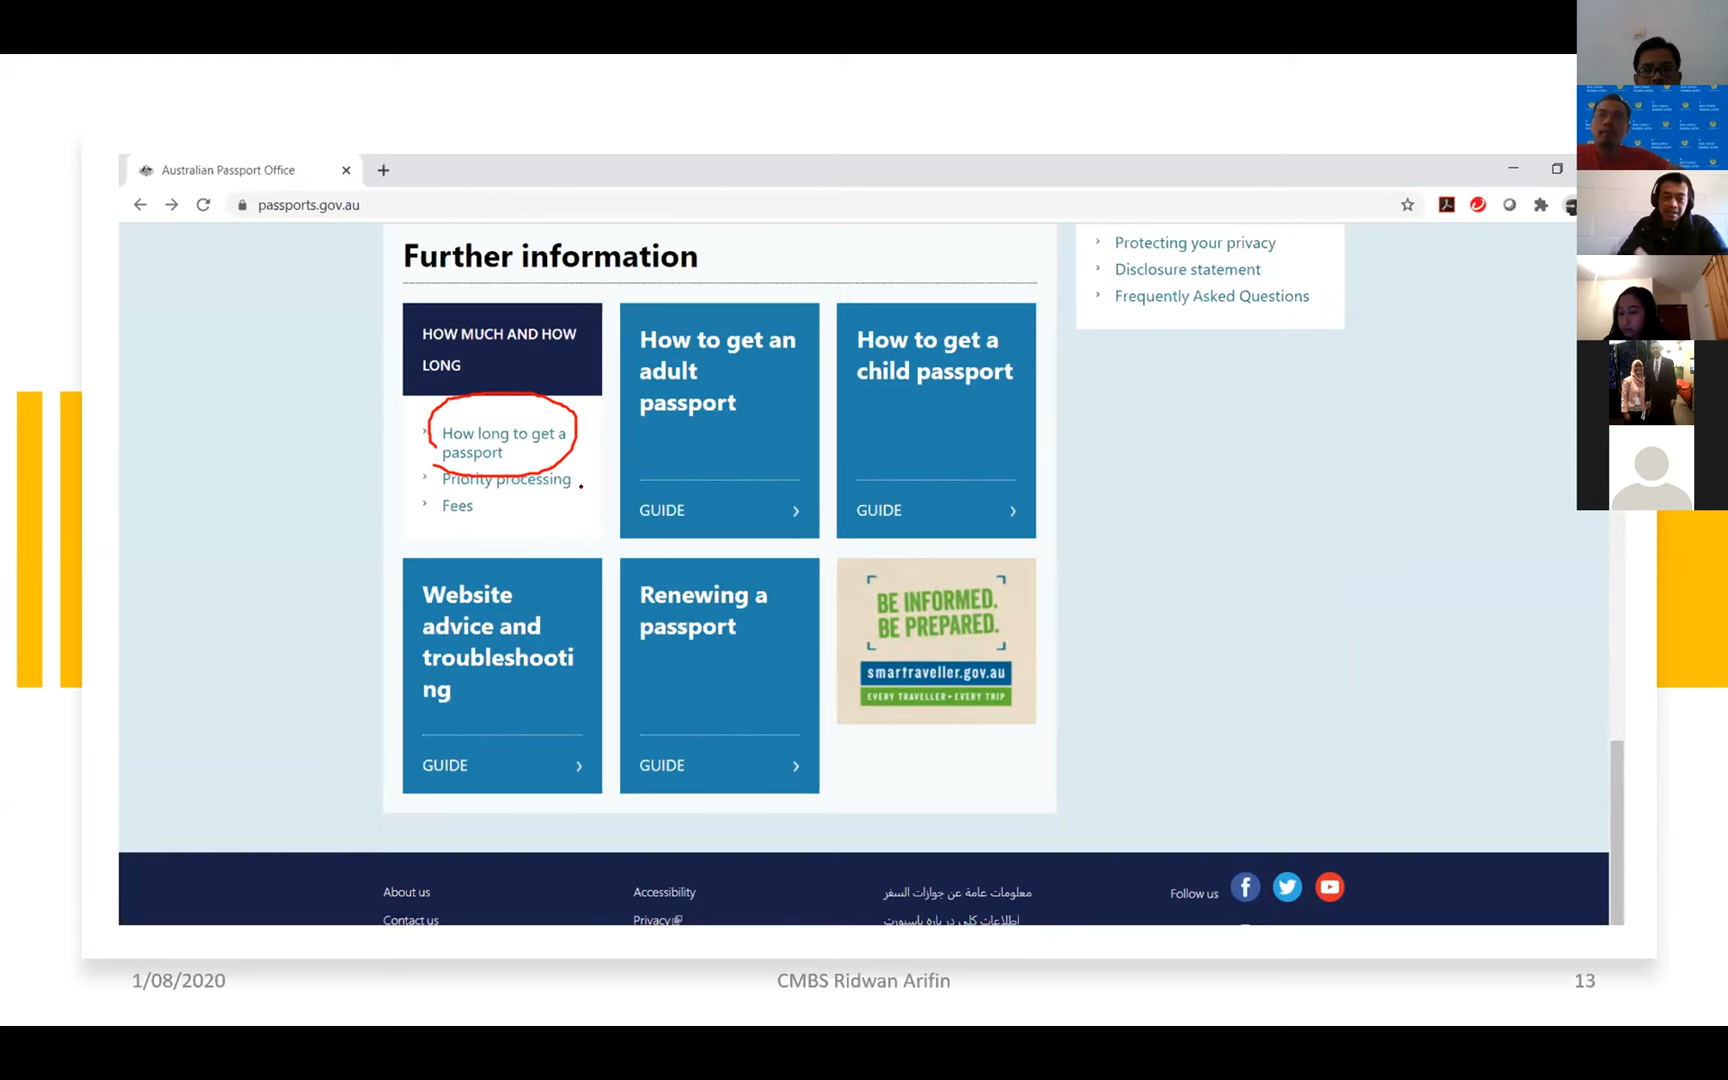 Australian Passport Office
passports.gov.au
Further information
HOW MUCH AND HOW
LONG
How long to get a
passport
Priority processing
Fees
How to get an
adult
passport
GUIDE
How to get a
child passport
GUIDE
Protecting your privacy
Disclosure statement
Frequently Asked Questions
Website
advice and
troubleshooti
ng
GUIDE
Renewing a
passport
GUIDE
BE INFORMED.
BE PREPARED.
smartraveller.gov.au
EVERY TRAVELLER • EVERY TRIP
About us
Contact us
Accessibility
Privacy
معلومات عامة عن جوازات السفر
اطلاعات کلی در باره پاسپورت
Follow us
1/08/2020
CMBS Ridwan Arifin
13